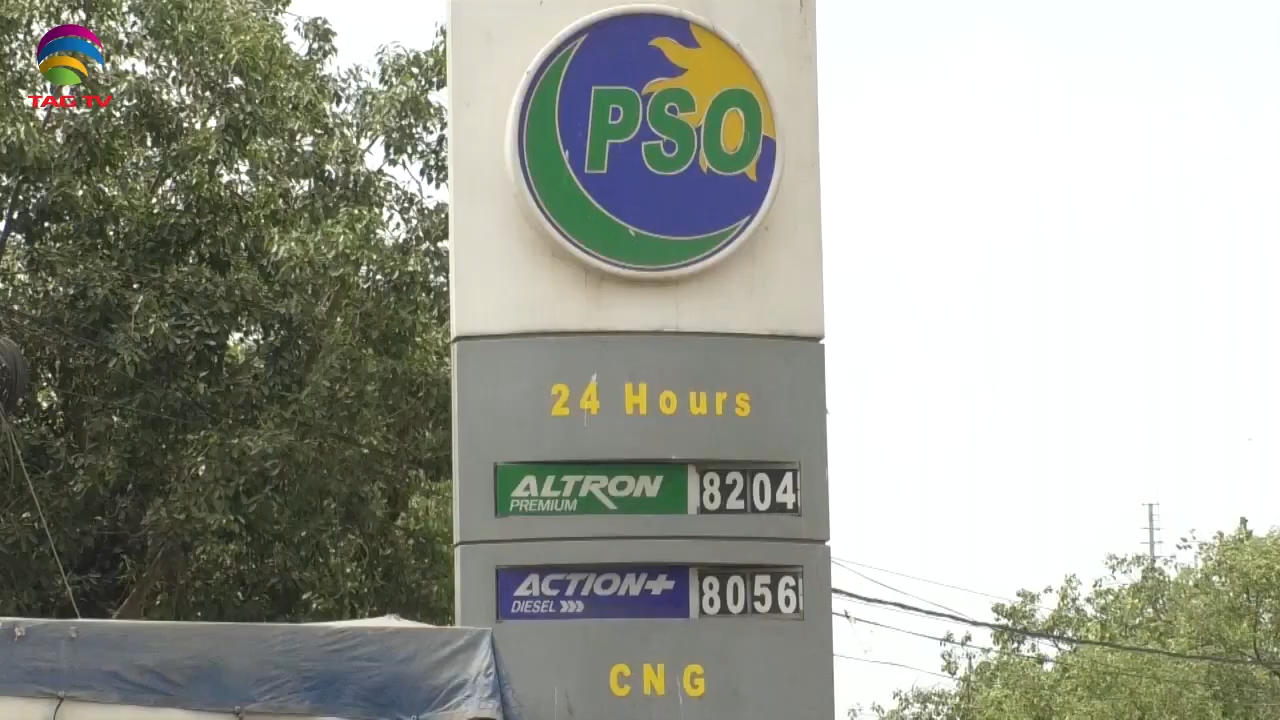 TAG TV
PSO
24 Hours
ALTRON
PREMIUM
8204
ACTION+
DIESEL
8056
CNG